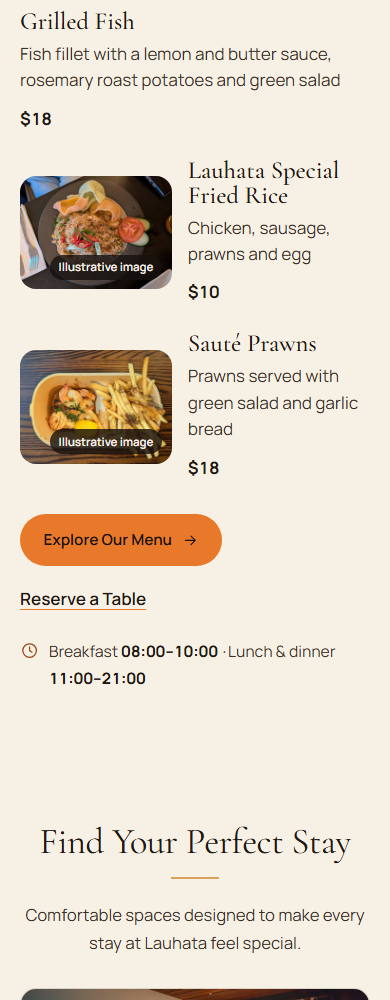 Grilled Fish
Fish fillet with a lemon and butter sauce,
rosemary roast potatoes and green salad
$18
Lauhata Special
Fried Rice
Chicken, sausage,
prawns and egg
$10
Illustrative image
Sauté Prawns
Prawns served with
green salad and garlic
bread
$18
Illustrative image
Explore Our Menu →
Reserve a Table
Breakfast 08:00–10:00 · Lunch & dinner
11:00–21:00
Find Your Perfect Stay
Comfortable spaces designed to make every
stay at Lauhata feel special.